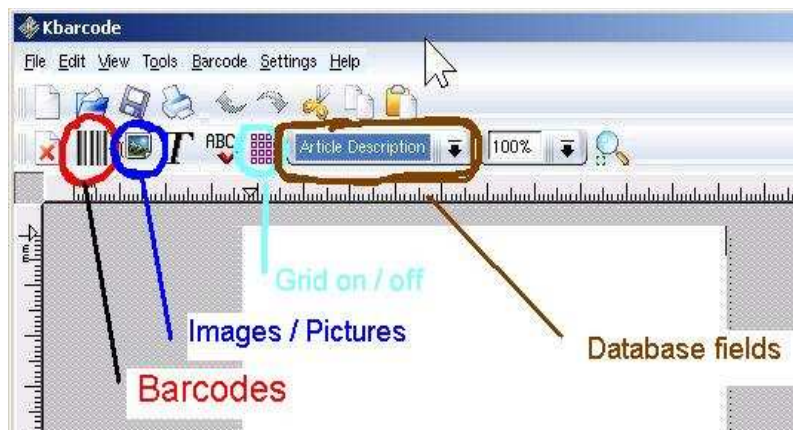 Kbarcode
File Edit View Tools Barcode Settings Help
T ABC Article Description 100%
Grid on / off
Images / Pictures
Database fields
Barcodes